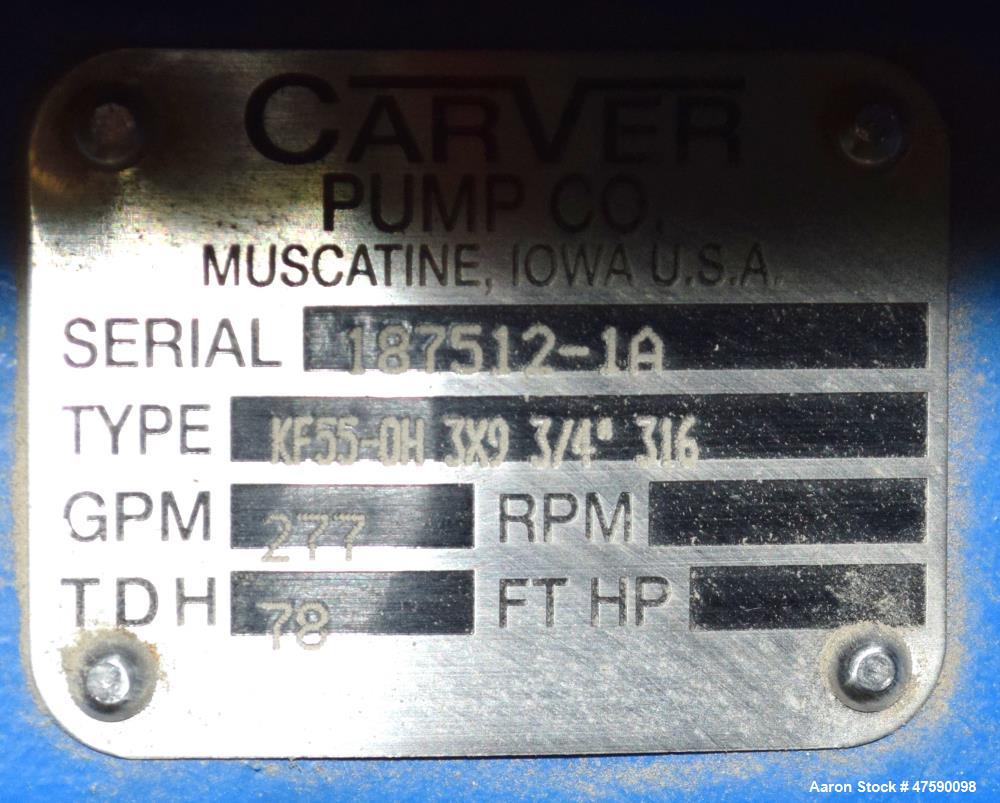 CARVER
PUMP CO.
MUSCATINE, IOWA U.S.A.
SERIAL 187512-1A
TYPE KF55-OH 3X9 3/4" 316
GPM 277 RPM
TDH 78 FT HP
Aaron Stock # 47590098